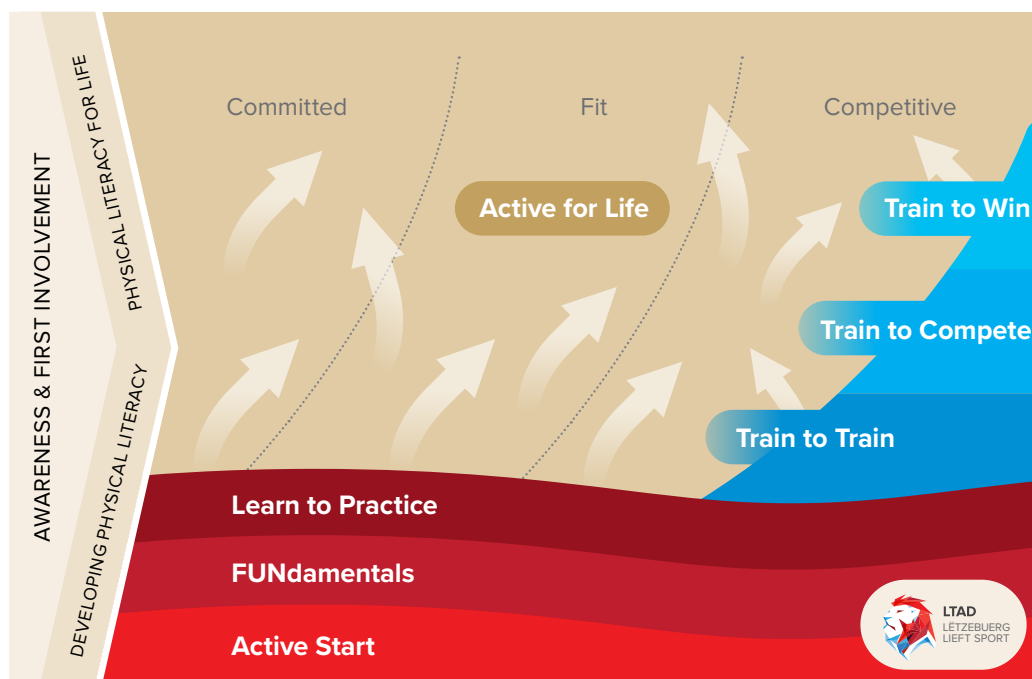 AWARENESS & FIRST INVOLVEMENT
PHYSICAL LITERACY FOR LIFE
DEVELOPING PHYSICAL LITERACY
Committed
Fit
Competitive
Active for Life
Train to Win
Train to Compete
Train to Train
Learn to Practice
FUNdamentals
Active Start
LTAD
LËTZEBUERG
LIEFT SPORT